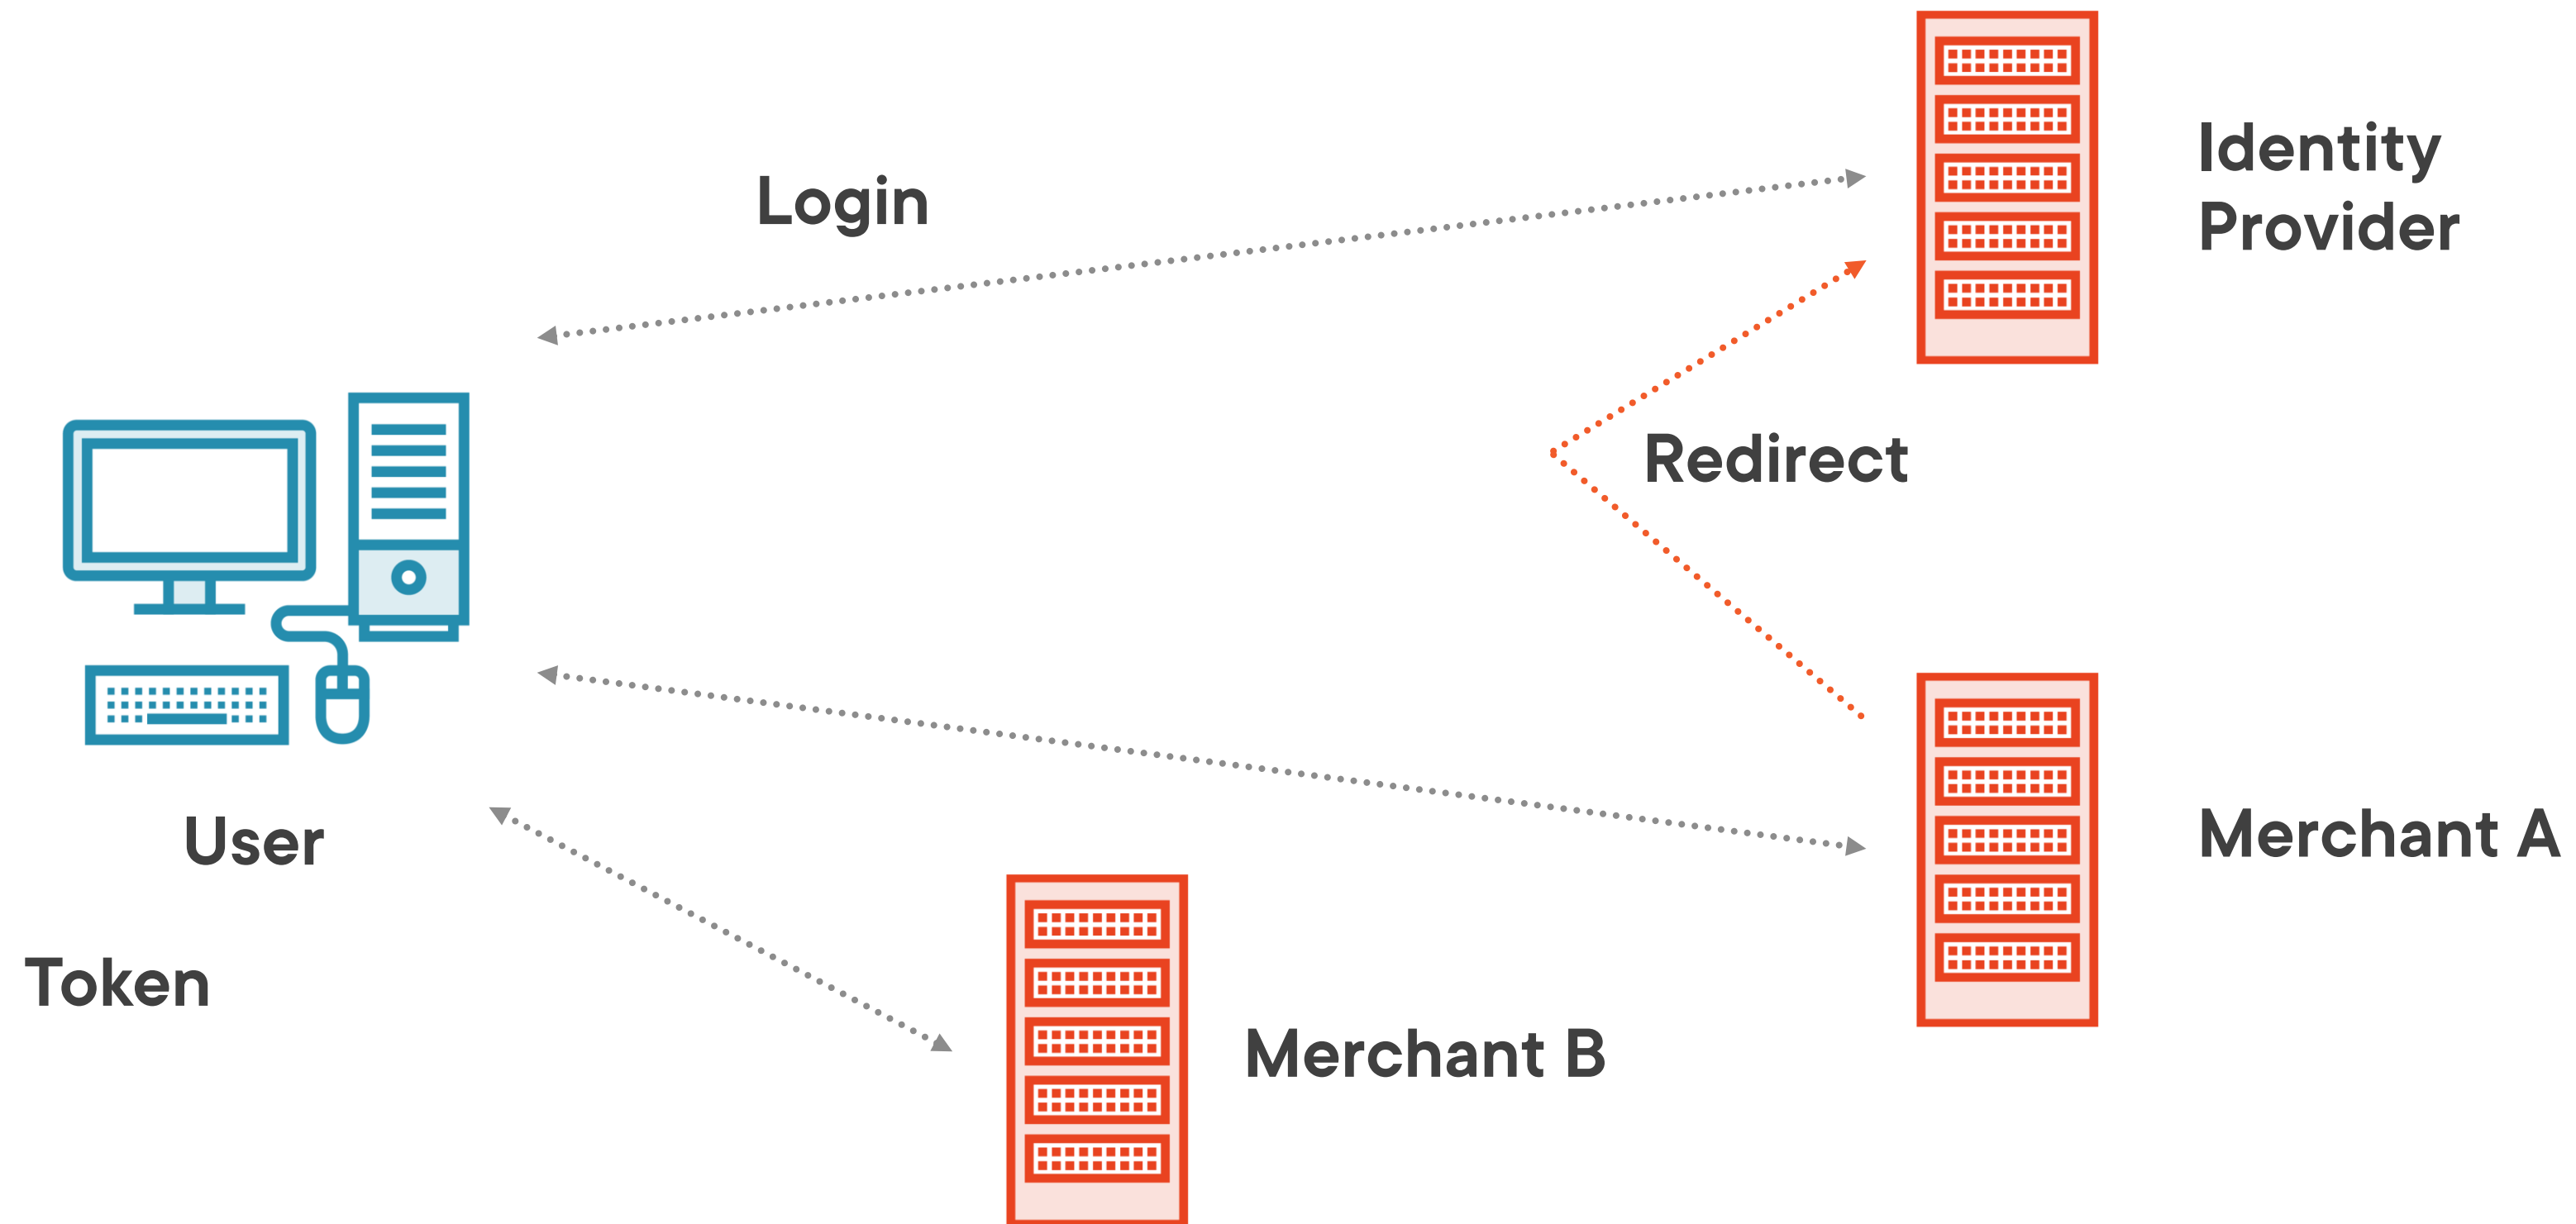 Login
Identity
Provider
Redirect
User
Merchant A
Token
Merchant B